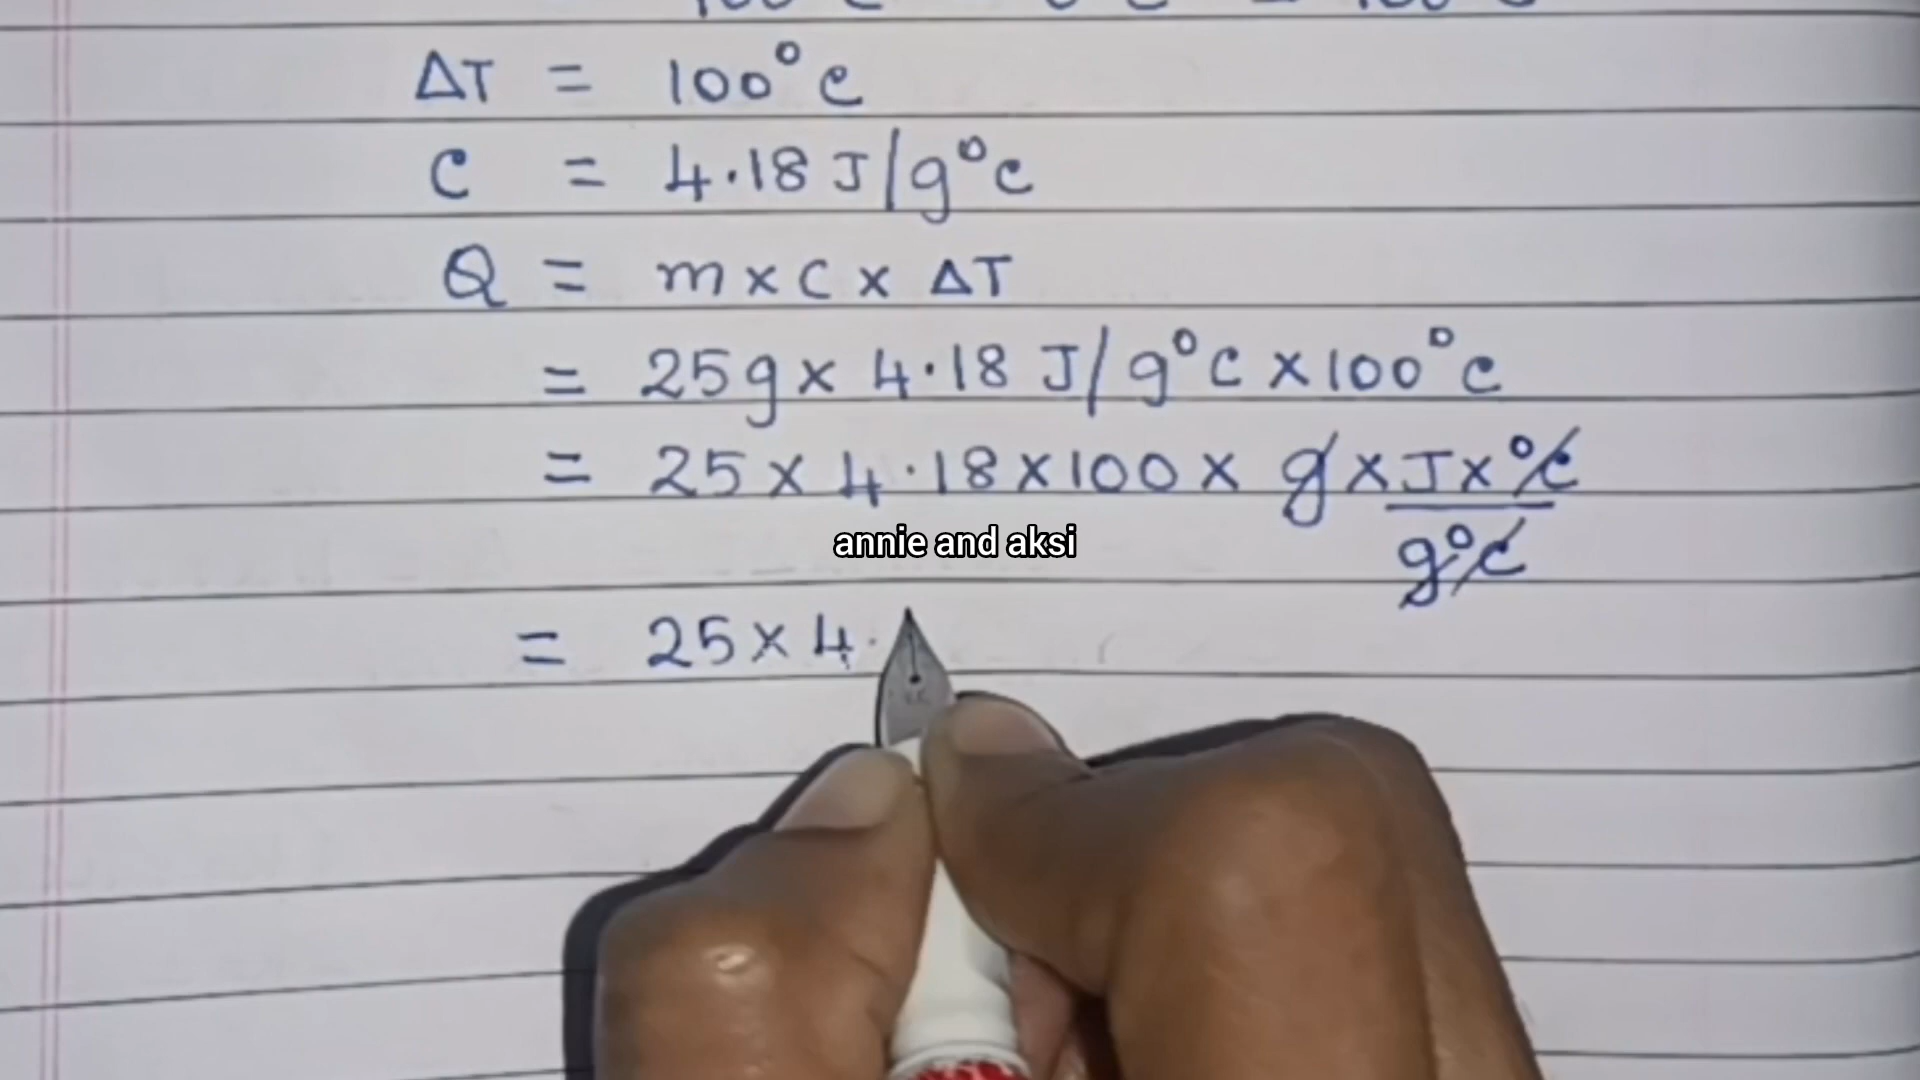 ΔT = 100°C
C = 4.18 J/g°C
Q = m x C x ΔT
= 25g x 4.18 J/g°C x 100°C
= 25 x 4.18 x 100 x g x J x °C
g°C
annie and aksi
= 25 x 4.